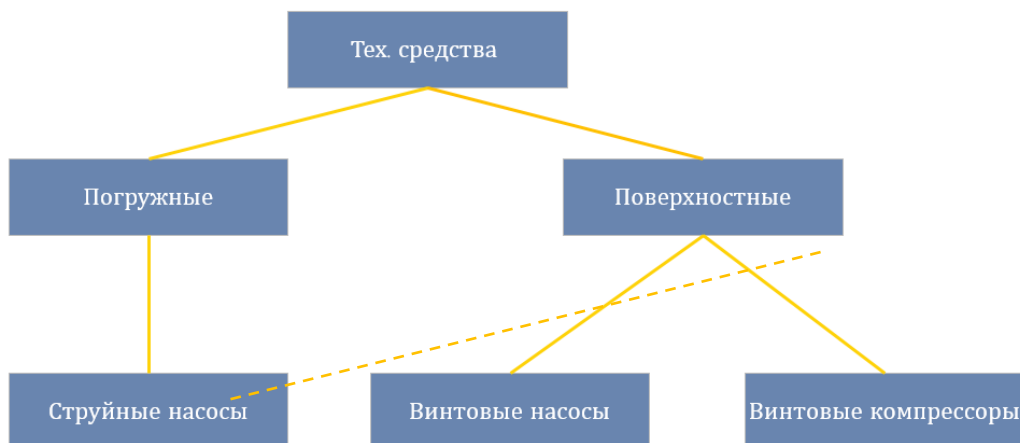 Тех. средства
Погружные
Поверхностные
Струйные насосы
Винтовые насосы
Винтовые компрессоры